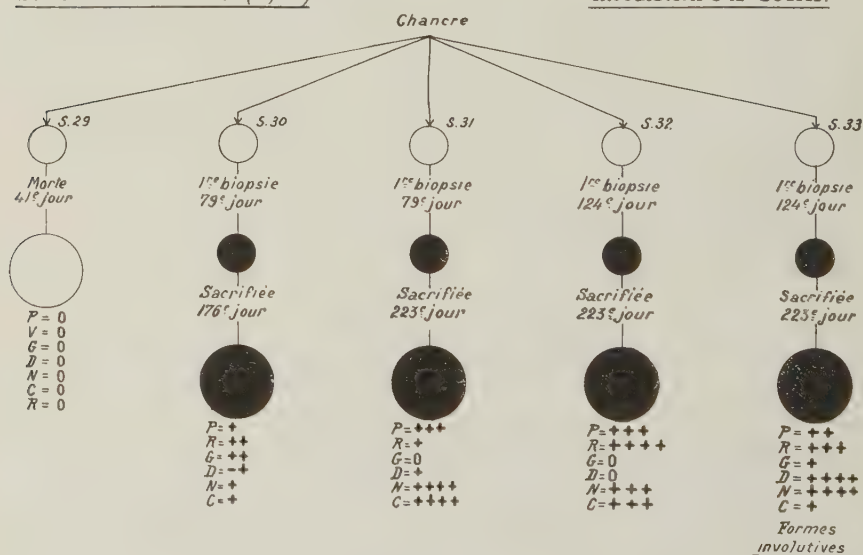 Chancre
S.29 S.30 S.31 S.32 S.33
Morte 1re biopsie 1re biopsie 1re biopsie 1re biopsie
41e jour 79e jour 79e jour 124e jour 124e jour
Sacrifiée Sacrifiée Sacrifiée Sacrifiée
176e jour 223e jour 223e jour 223e jour
P = 0
V = 0
G = 0
D = 0
N = 0
C = 0
R = 0
P = +
R = ++
G = ++
D = -+
N = +
C = +
P = +++
R = +
G = 0
D = +
N = ++++
C = ++++
P = +++
R = ++++
G = 0
D = 0
N = +++
C = +++
P = ++
R = +++
G = +
D = ++++
N = ++++
C = +
Formes
involutives